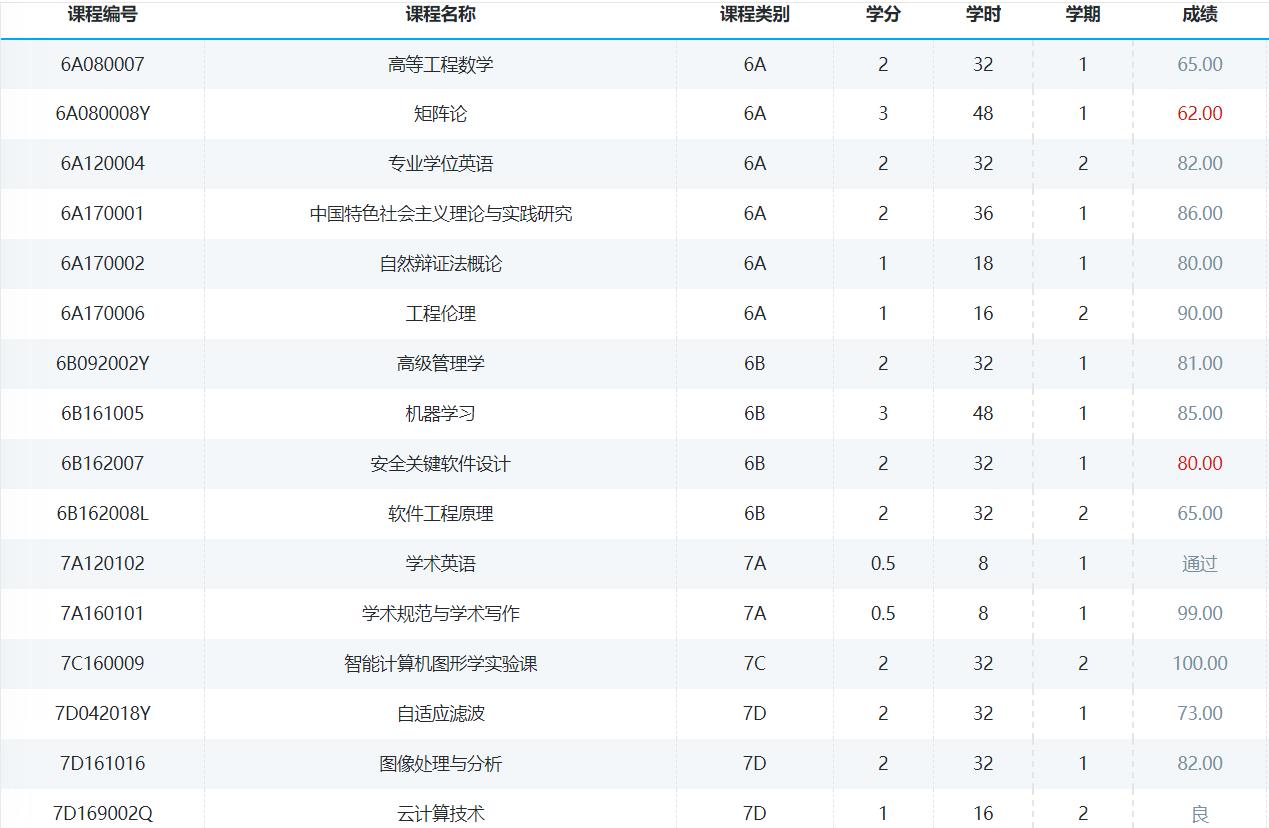 课程编号 课程名称 课程类别 学分 学时 学期 成绩
6A080007 高等工程数学 6A 2 32 1 65.00
6A080008Y 矩阵论 6A 3 48 1 62.00
6A120004 专业学位英语 6A 2 32 2 82.00
6A170001 中国特色社会主义理论与实践研究 6A 2 36 1 86.00
6A170002 自然辩证法概论 6A 1 18 1 80.00
6A170006 工程伦理 6A 1 16 2 90.00
6B092002Y 高级管理学 6B 2 32 1 81.00
6B161005 机器学习 6B 3 48 1 85.00
6B162007 安全关键软件设计 6B 2 32 1 80.00
6B162008L 软件工程原理 6B 2 32 2 65.00
7A120102 学术英语 7A 0.5 8 1 通过
7A160101 学术规范与学术写作 7A 0.5 8 1 99.00
7C160009 智能计算机图形学实验课 7C 2 32 2 100.00
7D042018Y 自适应滤波 7D 2 32 1 73.00
7D161016 图像处理与分析 7D 2 32 1 82.00
7D169002Q 云计算技术 7D 1 16 2 良